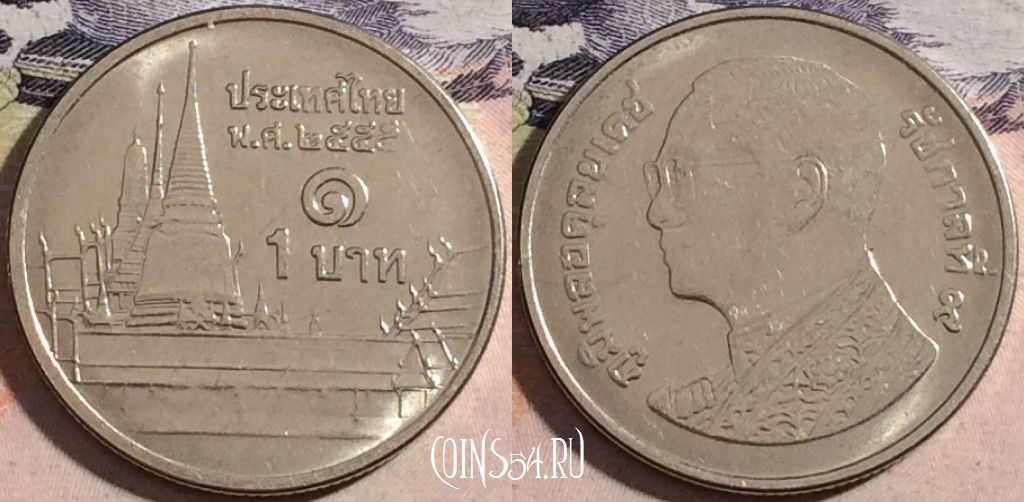 ประเทศไทย
พ.ศ.๒๕๕๕
๑
1 บาท
ภูมิพลอดุลยเดช
รัชกาลที่ ๙
COINS54.RU